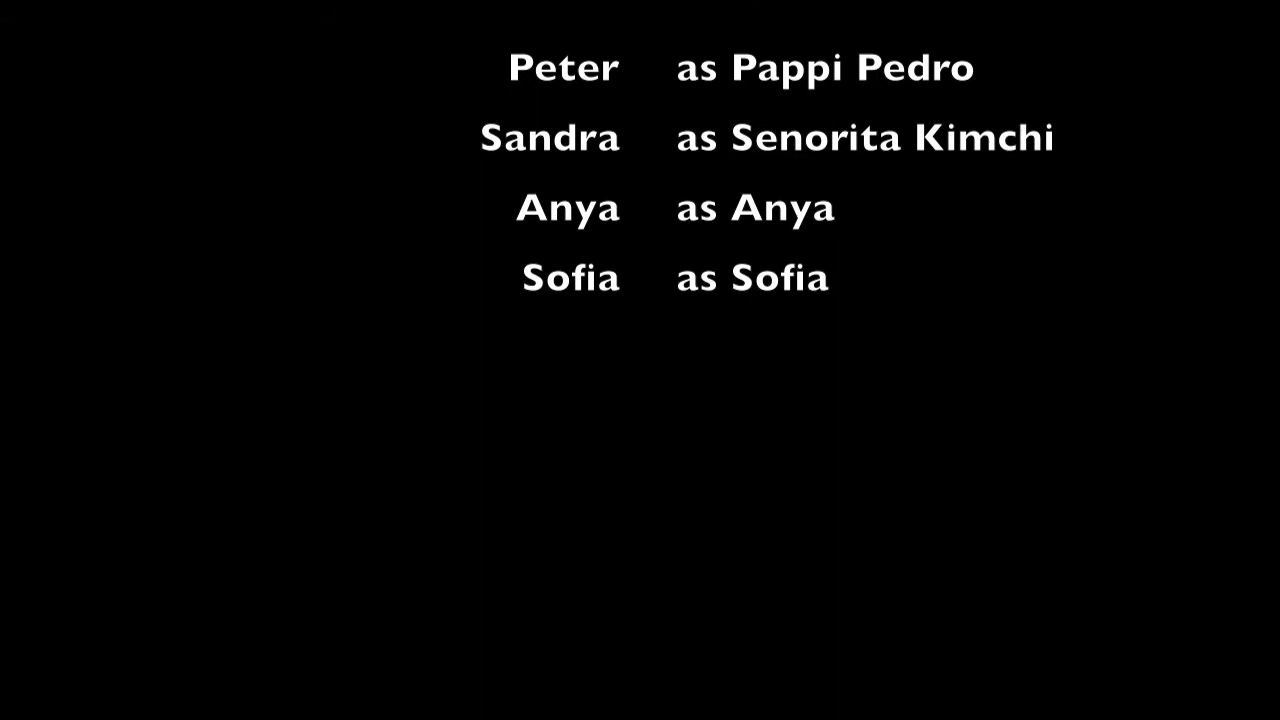 Peter as Pappi Pedro
Sandra as Senorita Kimchi
Anya as Anya
Sofia as Sofia